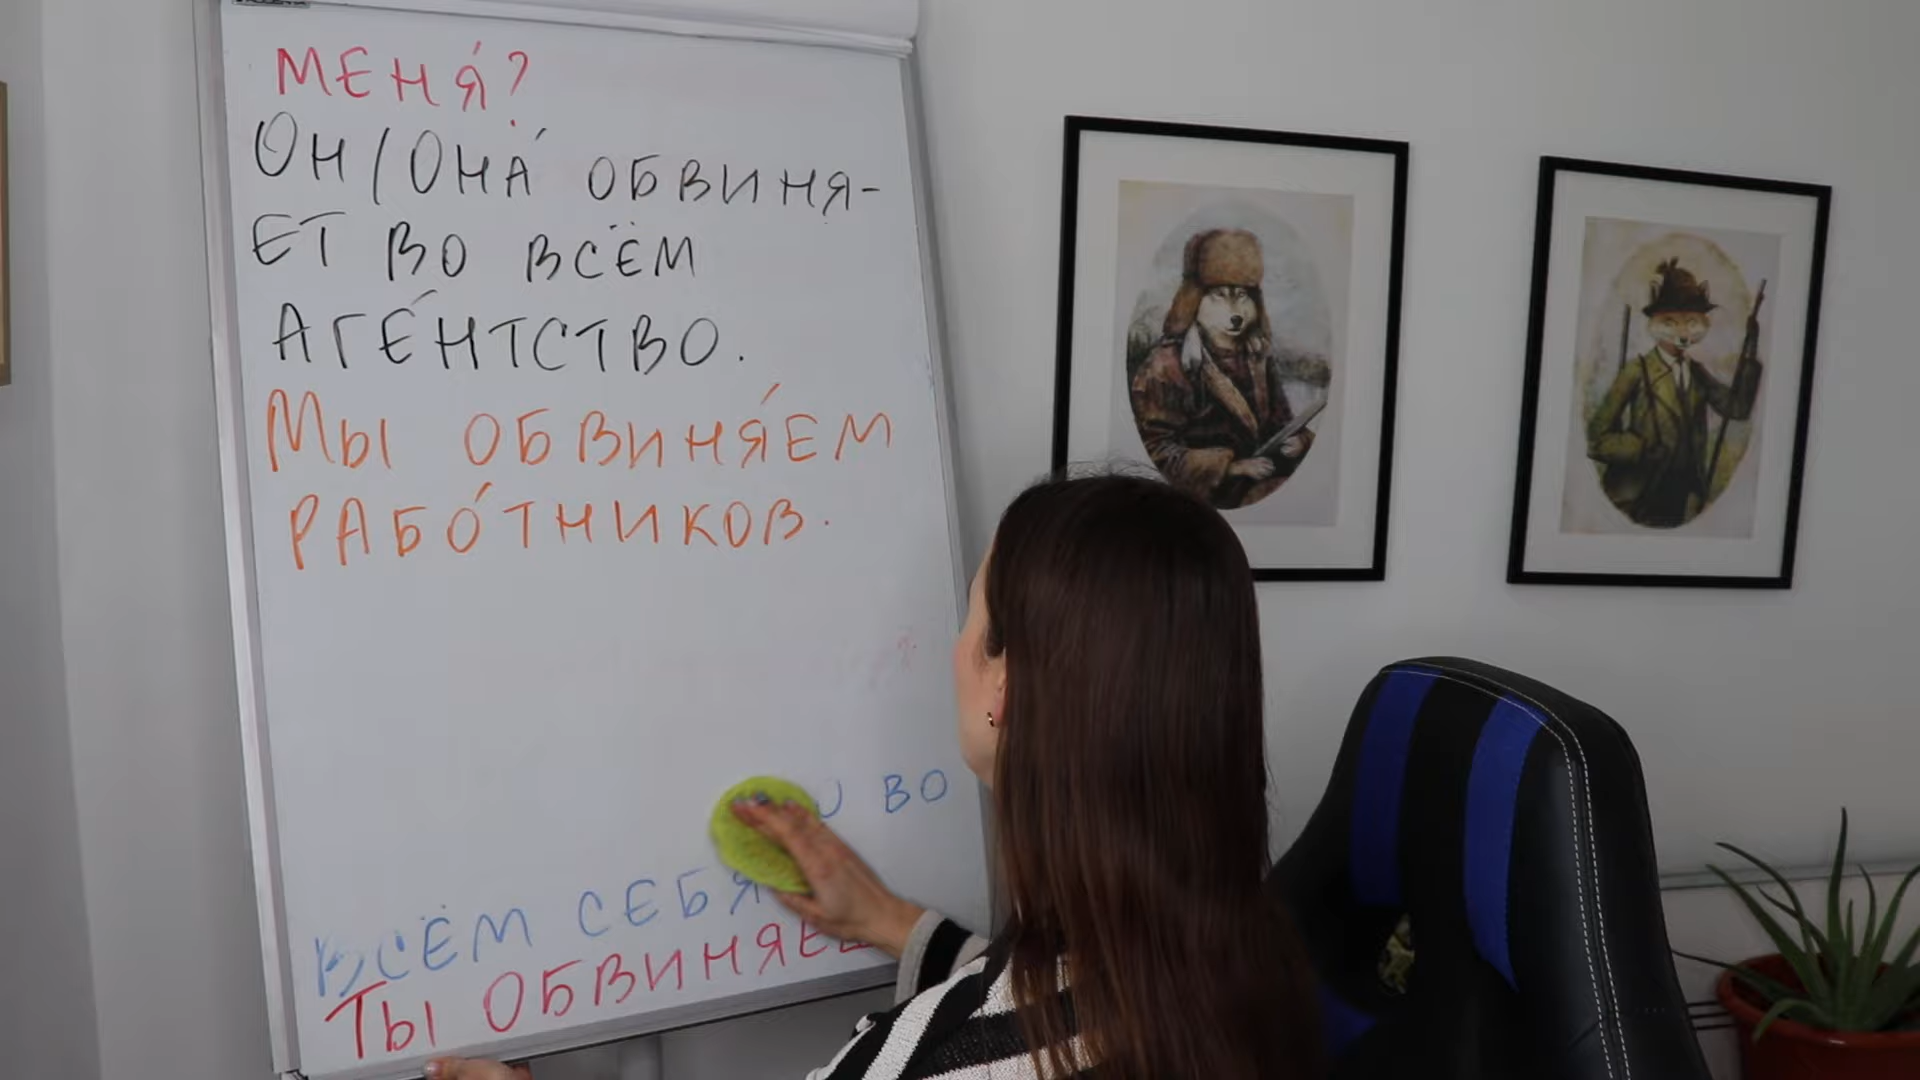 МЕНЯ́?
ОН/ОНА́ ОБВИНЯ-
ЕТ ВО ВСЁМ
АГЕ́НТСТВО.
МЫ ОБВИНЯ́ЕМ
РАБО́ТНИКОВ.
ВО
ВСЁМ СЕБЯ
ТЫ ОБВИНЯЕ